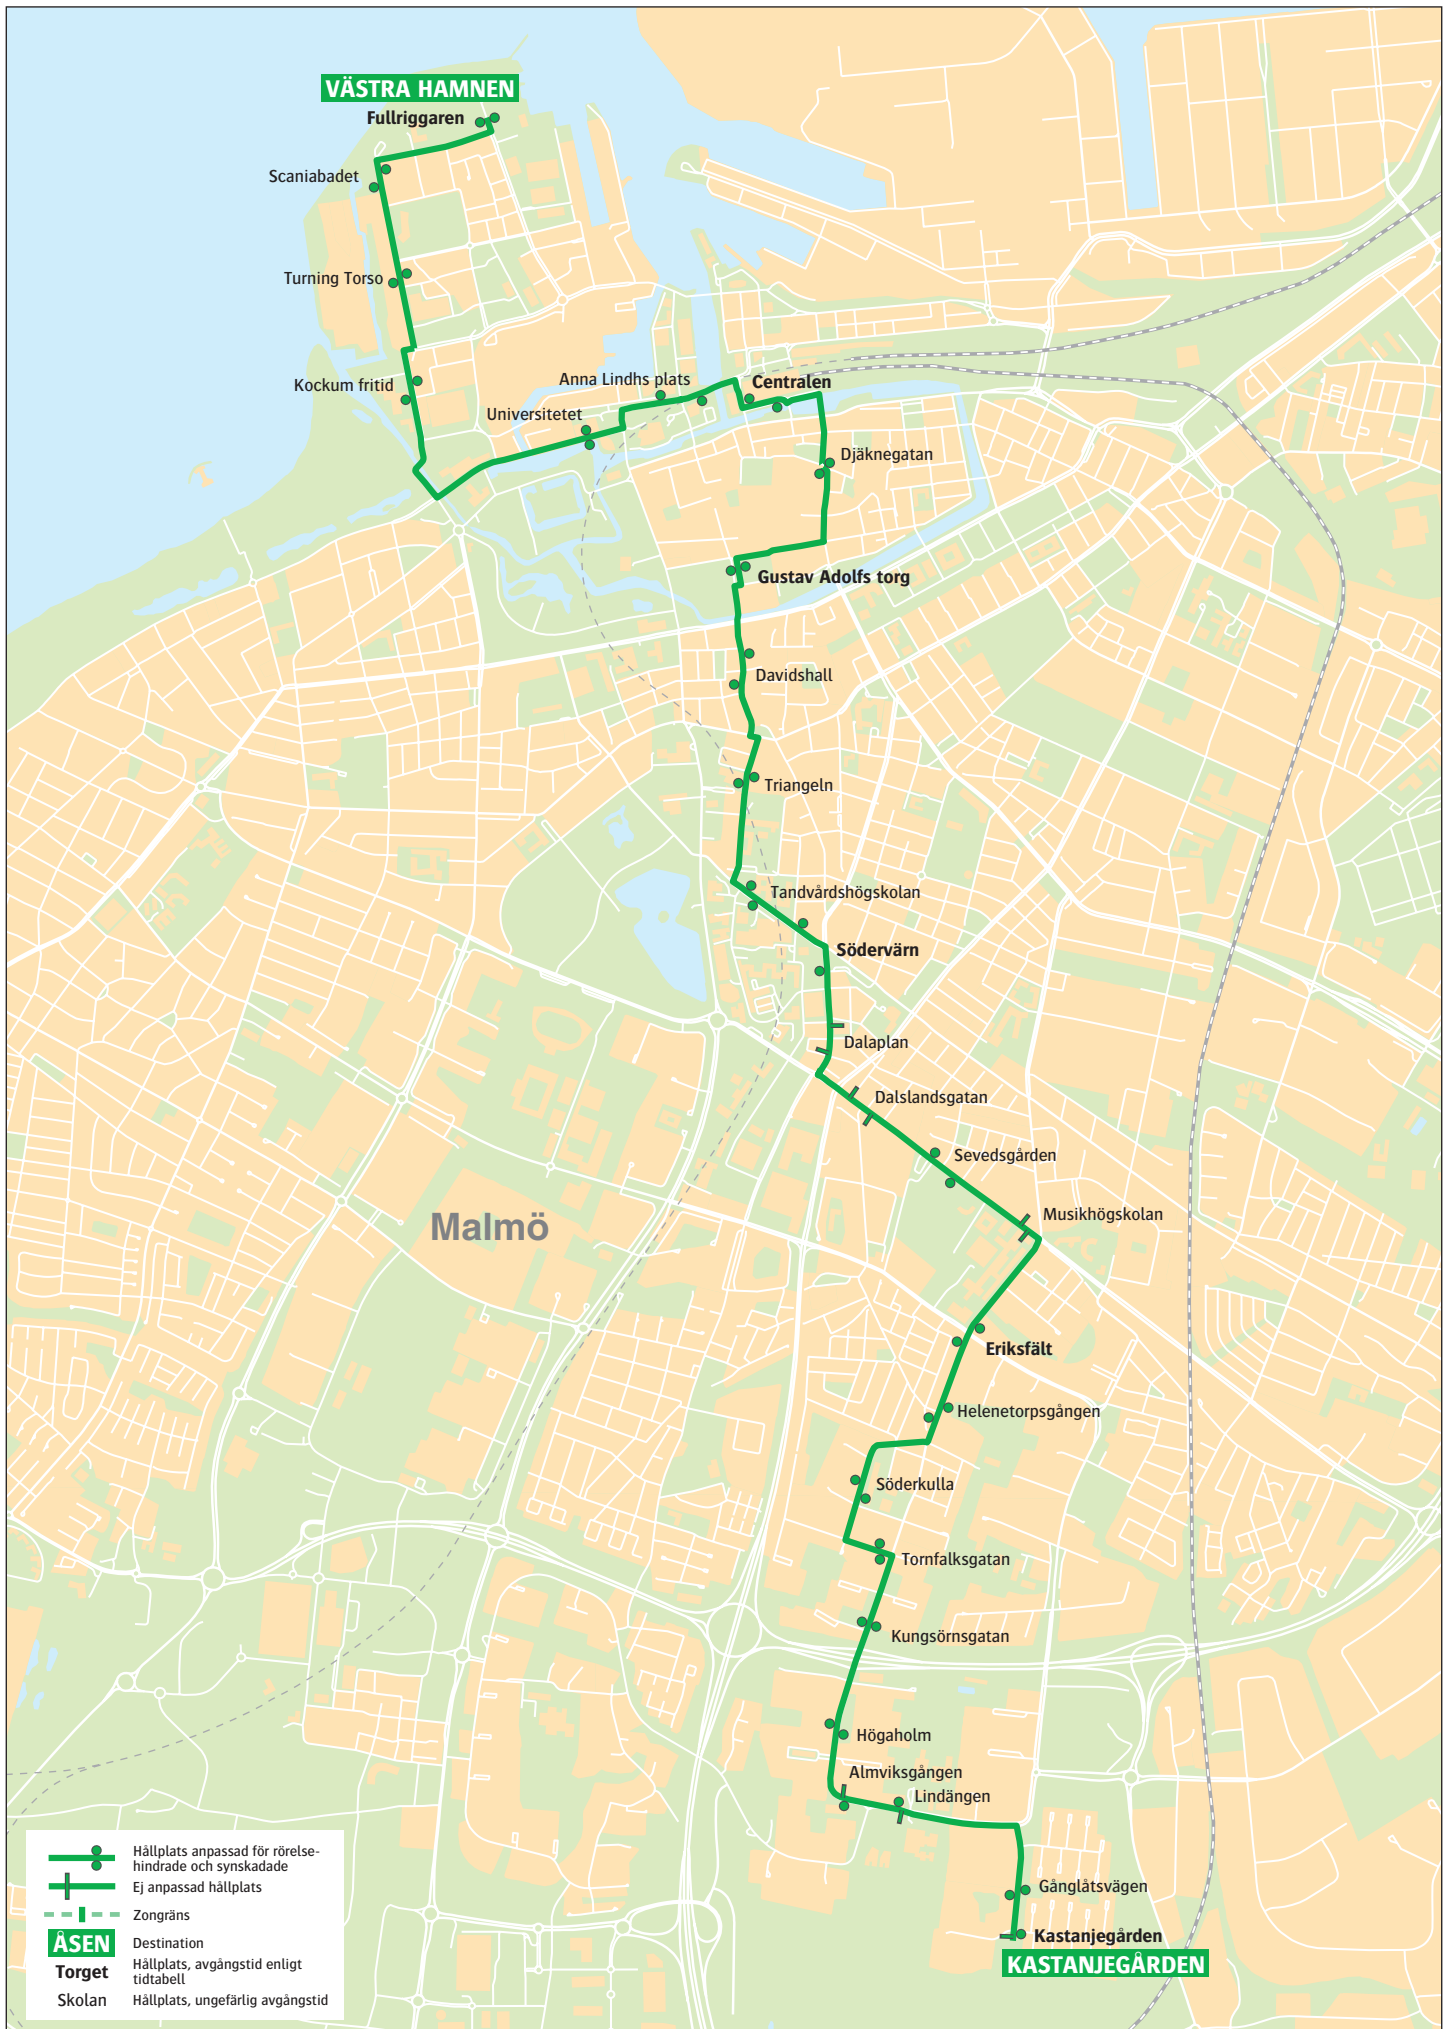 VÄSTRA HAMNEN
Fullriggaren
Scaniabadet
Turning Torso
Kockum fritid
Anna Lindhs plats
Centralen
Universitetet
Djäknegatan
Gustav Adolfs torg
Davidshall
Triangeln
Tandvårdshögskolan
Södervärn
Dalaplan
Dalslandsgatan
Sevedsgården
Musikhögskolan
Malmö
Eriksfält
Helenetorpsgången
Söderkulla
Tornfalksgatan
Kungsörnsgatan
Högaholm
Almviksgången
Lindängen
Gånglåtsvägen
Kastanjegården
KASTANJEGÅRDEN
Hållplats anpassad för rörelse-
hindrade och synskadade
Ej anpassad hållplats
Zongräns
ÅSEN Destination
Torget Hållplats, avgångstid enligt
tidtabell
Skolan Hållplats, ungefärlig avgångstid